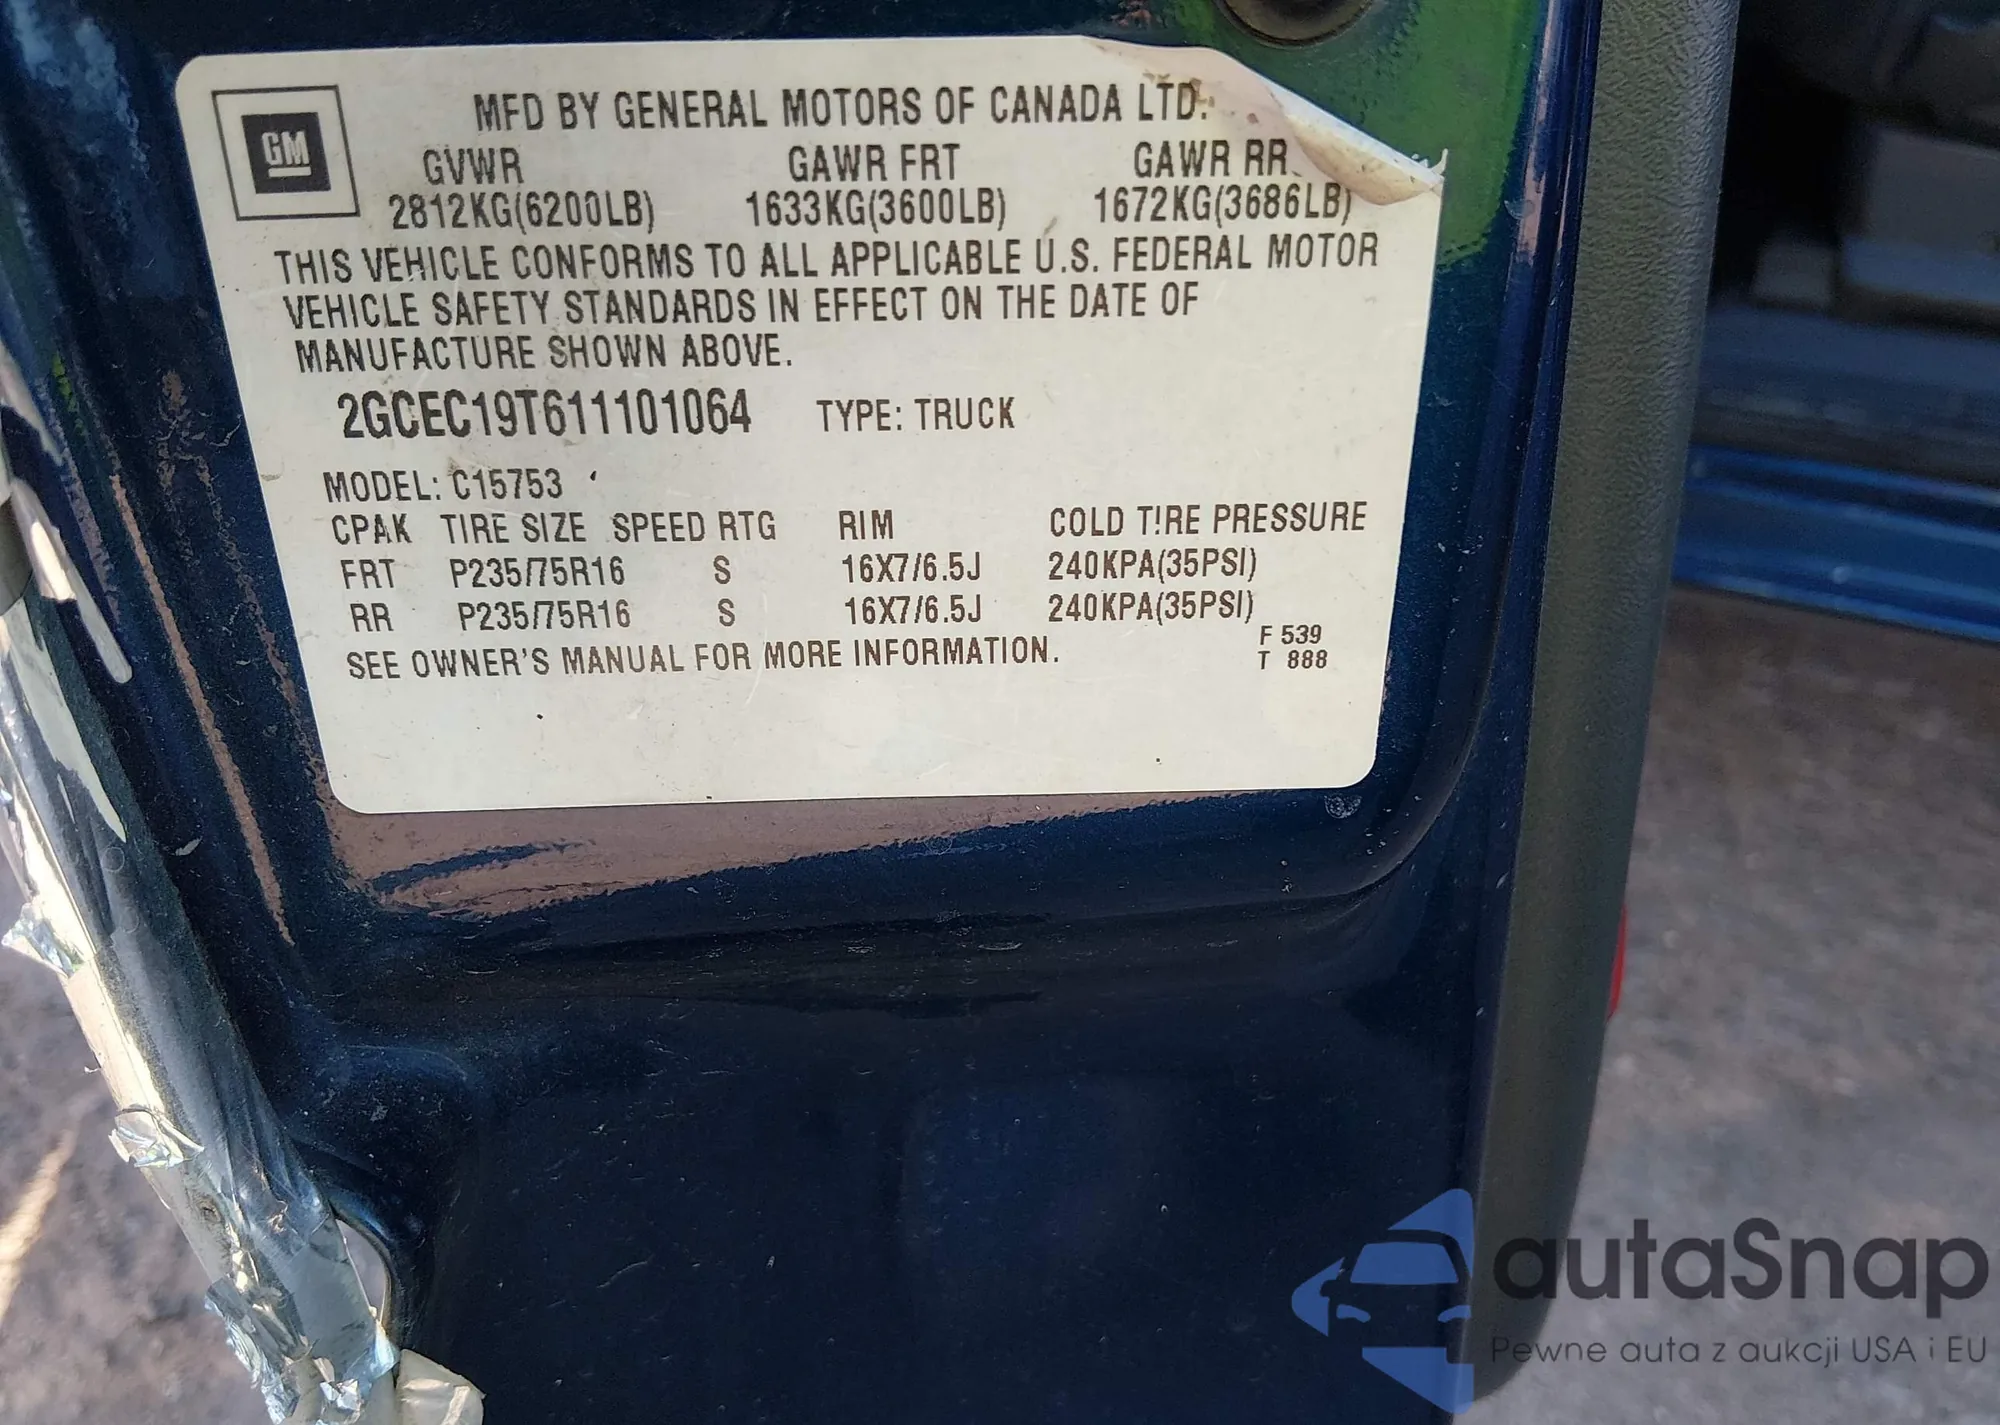 GM
MFD BY GENERAL MOTORS OF CANADA LTD.
GVWR GAWR FRT GAWR RR
2812KG(6200LB) 1633KG(3600LB) 1672KG(3686LB)
THIS VEHICLE CONFORMS TO ALL APPLICABLE U.S. FEDERAL MOTOR
VEHICLE SAFETY STANDARDS IN EFFECT ON THE DATE OF
MANUFACTURE SHOWN ABOVE.
2GCEC19T611101064 TYPE: TRUCK
MODEL: C15753
CPAK TIRE SIZE SPEED RTG RIM COLD TIRE PRESSURE
FRT P235/75R16 S 16X7/6.5J 240KPA(35PSI)
RR P235/75R16 S 16X7/6.5J 240KPA(35PSI)
F 539
SEE OWNER'S MANUAL FOR MORE INFORMATION. T 888
autaSnap
Pewne auta z aukcji USA i EU